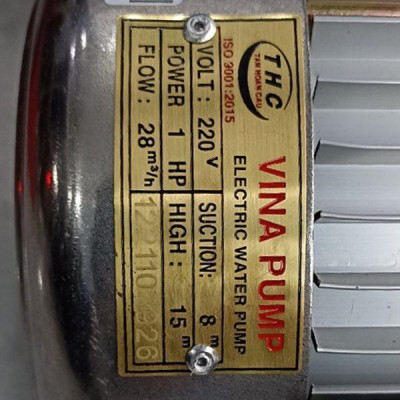 THC
TAN HOAN CAU
ISO 9001:2015
VINA PUMP
ELECTRIC WATER PUMP
VOLT: 220 V SUCTION: 8 m
POWER 1 HP HIGH: 15 m
FLOW: 28 m³/h